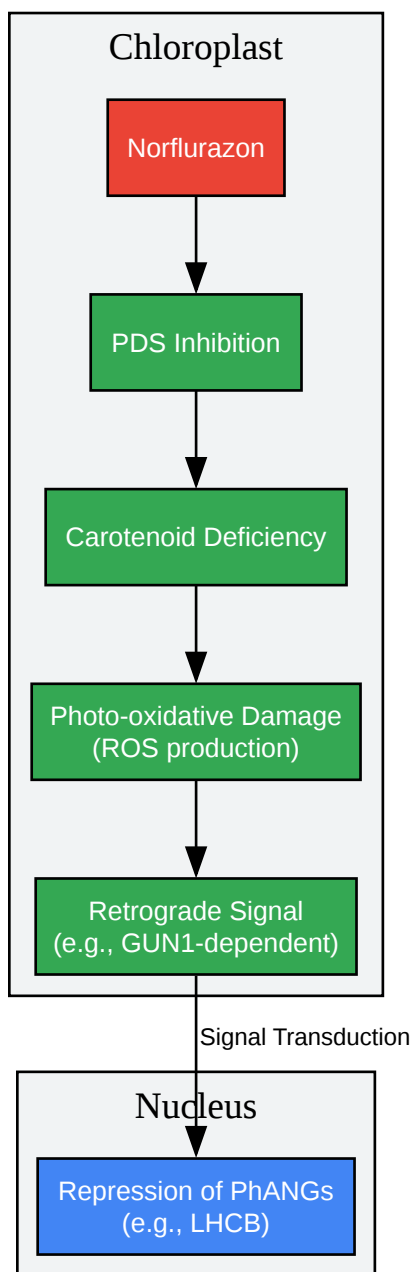 Chloroplast
Norflurazon
PDS Inhibition
Carotenoid Deficiency
Photo-oxidative Damage
(ROS production)
Retrograde Signal
(e.g., GUN1-dependent)
Signal Transduction
Nucleus
Repression of PhANGs
(e.g., LHCB)